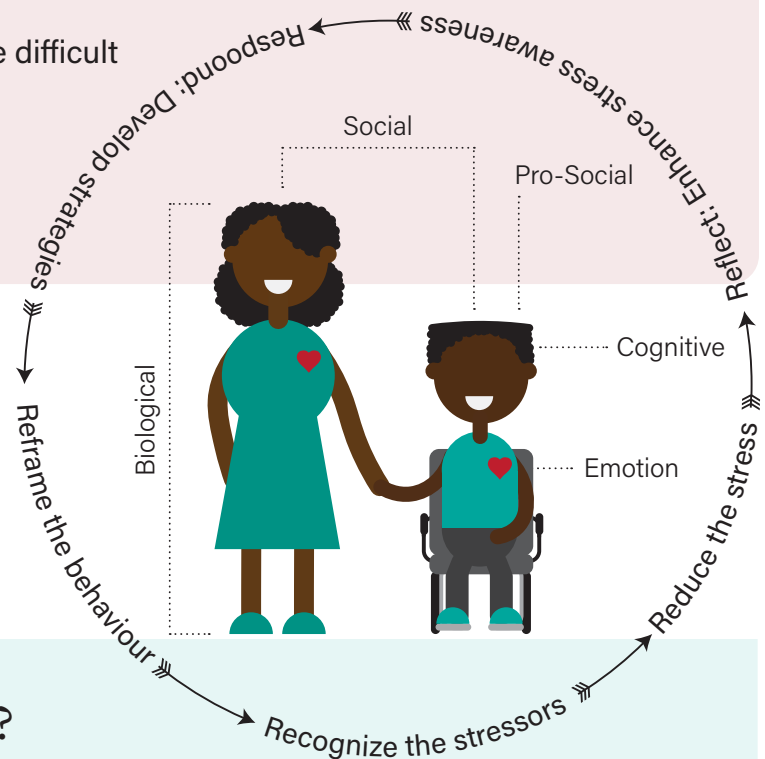 e difficult
Social
Pro-Social
Cognitive
Emotion
Biological
Reframe the behaviour
Recognize the stressors
Reduce the stress
Reflect: Enhance stress awareness
Respoond: Develop strategies